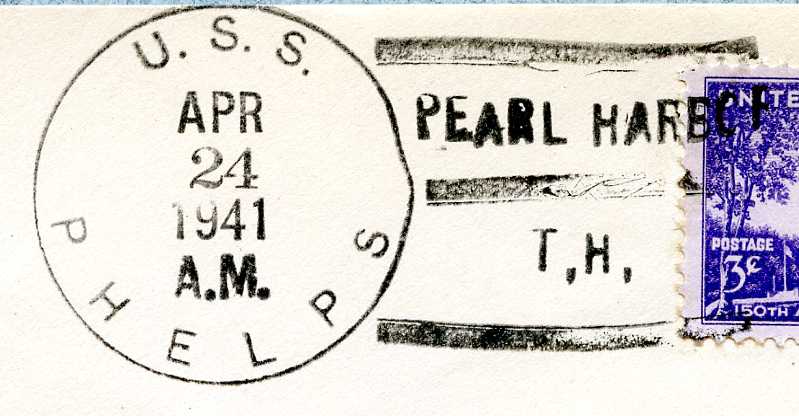 U.S.S.
APR
24
1941
A.M.
PHELPS
PEARL HARBOR
T.H.
UNITE
POSTAGE
3¢
150TH A